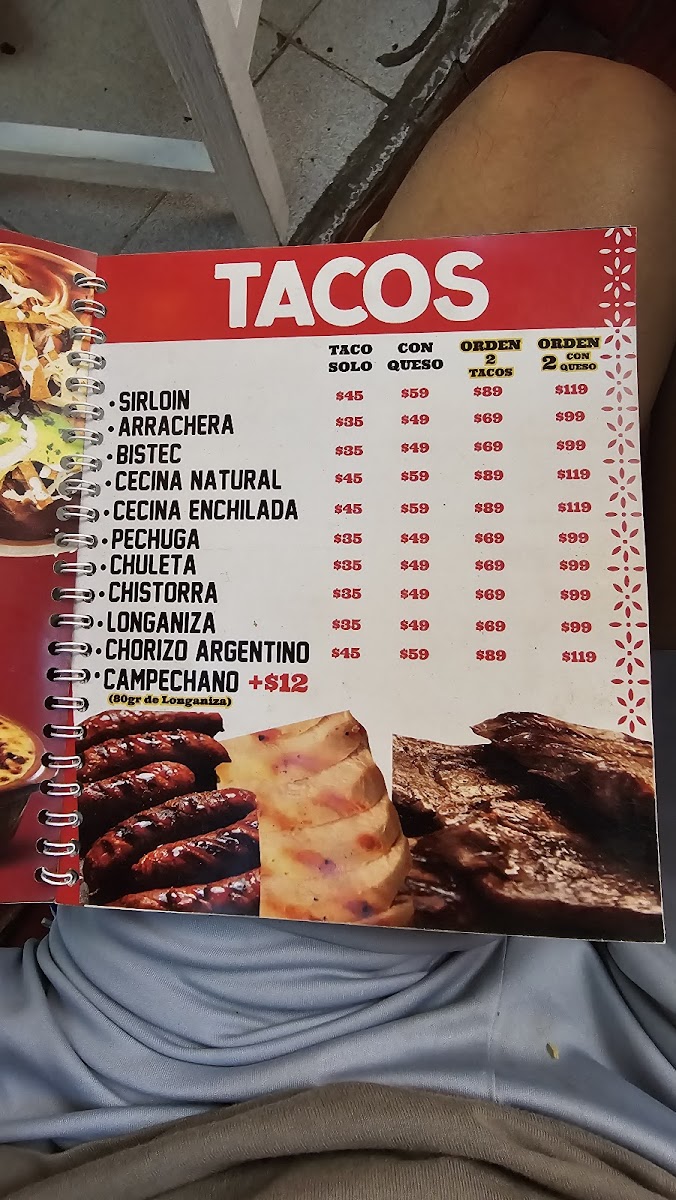 TACOS
TACO SOLO CON QUESO ORDEN 2 TACOS ORDEN 2 CON QUESO
• SIRLOIN $45 $59 $89 $119
• ARRACHERA $35 $49 $69 $99
• BISTEC $35 $49 $69 $99
• CECINA NATURAL $45 $59 $89 $119
• CECINA ENCHILADA $45 $59 $89 $119
• PECHUGA $35 $49 $69 $99
• CHULETA $35 $49 $69 $99
• CHISTORRA $35 $49 $69 $99
• LONGANIZA $35 $49 $69 $99
• CHORIZO ARGENTINO $45 $59 $89 $119
• CAMPECHANO +$12
(80gr de Longaniza)